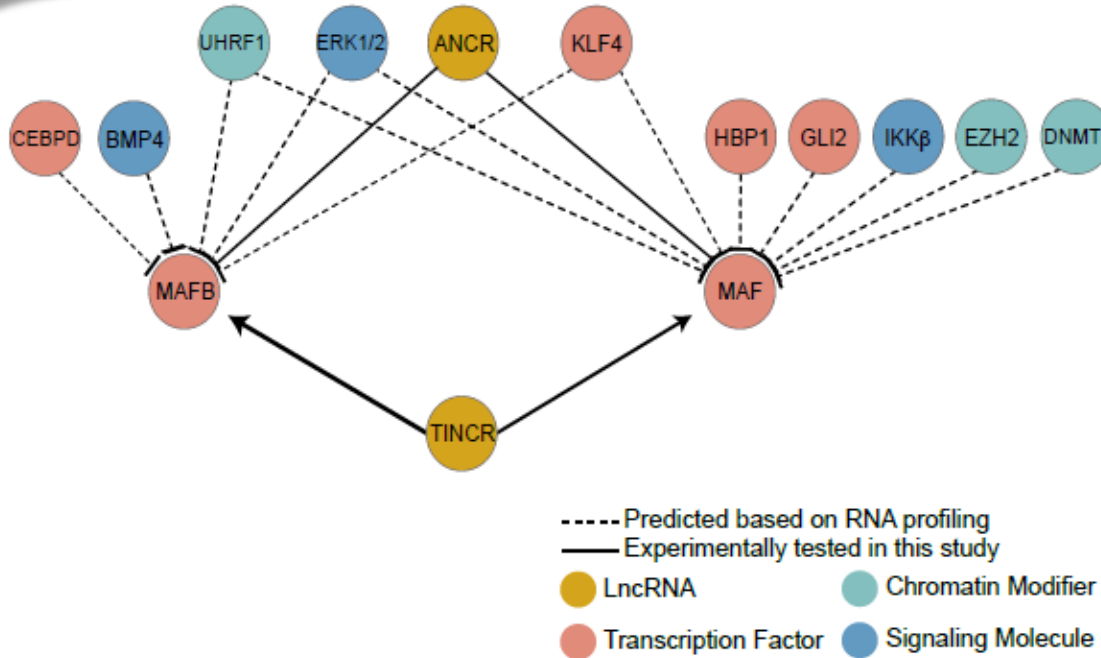 UHRF1
ERK1/2
ANCR
KLF4
CEBPD
BMP4
HBP1
GLI2
IKKβ
EZH2
DNMT
MAFB
MAF
TINCR
Predicted based on RNA profiling
Experimentally tested in this study
LncRNA
Chromatin Modifier
Transcription Factor
Signaling Molecule